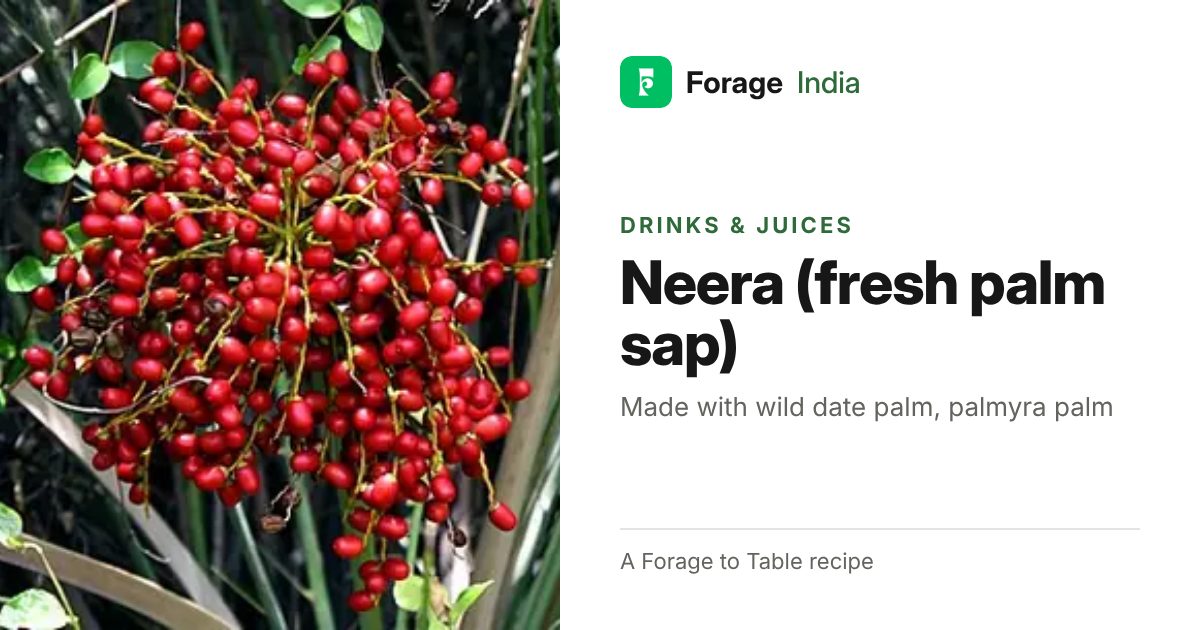 Forage India
DRINKS & JUICES
Neera (fresh palm
sap)
Made with wild date palm, palmyra palm
A Forage to Table recipe